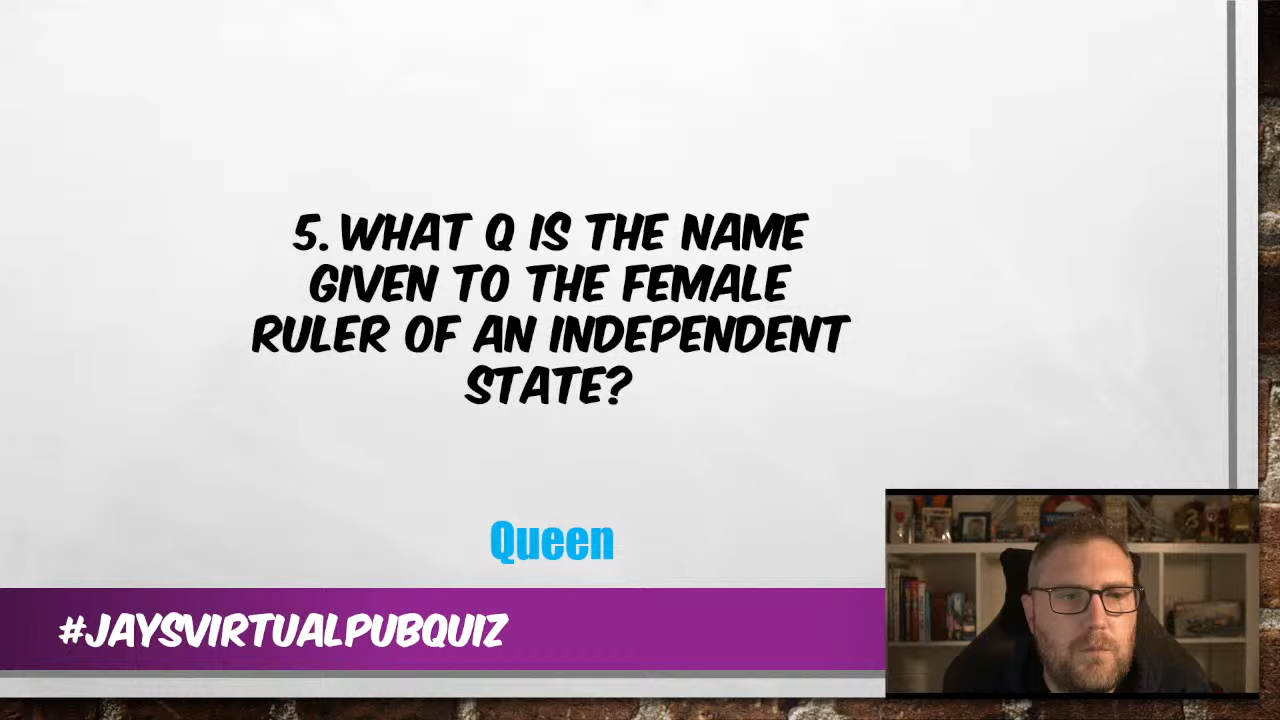 5. WHAT Q IS THE NAME
GIVEN TO THE FEMALE
RULER OF AN INDEPENDENT
STATE?
Queen
#JAYSVIRTUALPUBQUIZ